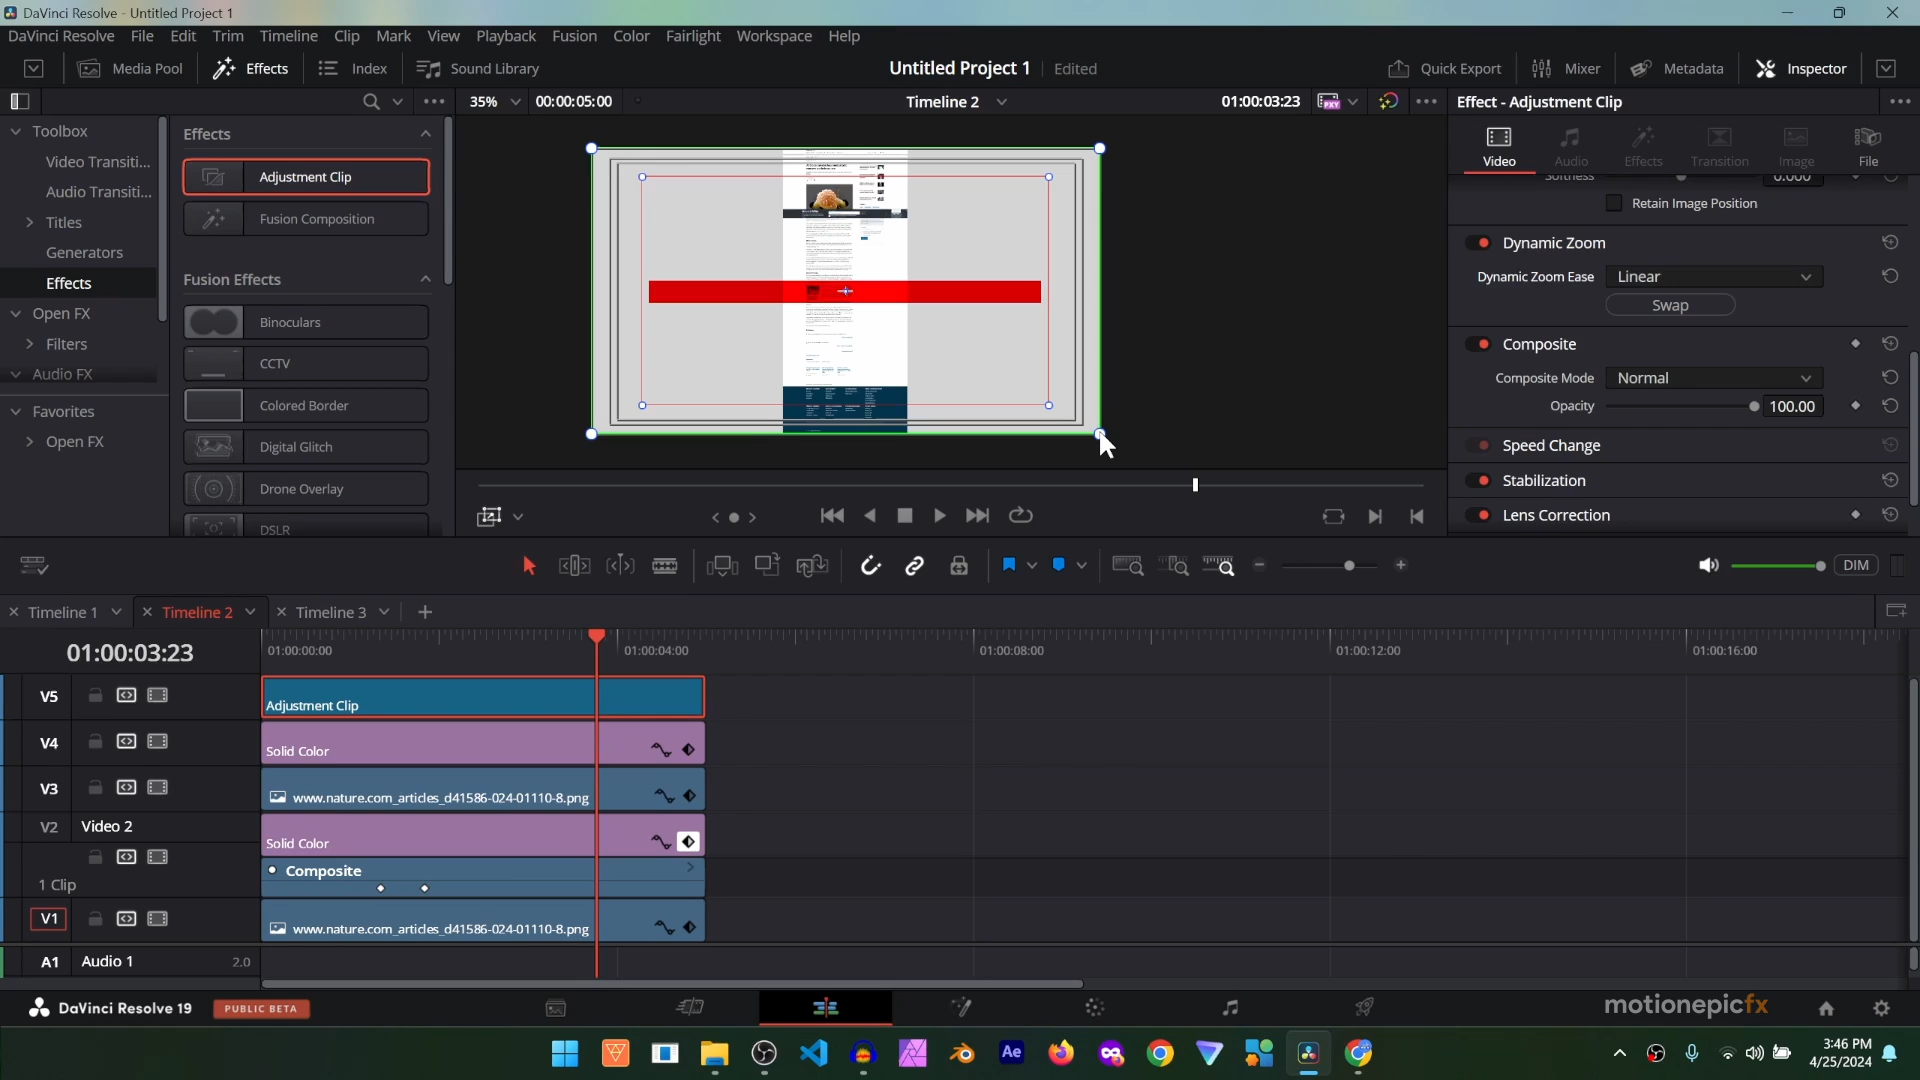 DaVinci Resolve - Untitled Project 1
DaVinci Resolve File Edit Trim Timeline Clip Mark View Playback Fusion Color Fairlight Workspace Help
Media Pool Effects Index Sound Library Untitled Project 1 Edited Quick Export Mixer Metadata Inspector
35% 00:00:05:00 Timeline 2 01:00:03:23 PXY Effect - Adjustment Clip
Toolbox
Video Transiti...
Audio Transiti...
Titles
Generators
Effects
Open FX
Filters
Audio FX
Favorites
Open FX
Effects
Adjustment Clip
Fusion Composition
Fusion Effects
Binoculars
CCTV
Colored Border
Digital Glitch
Drone Overlay
DSLR
Video Audio Effects Transition Image File
Softness 0.000
Retain Image Position
Dynamic Zoom
Dynamic Zoom Ease Linear
Swap
Composite
Composite Mode Normal
Opacity 100.00
Speed Change
Stabilization
Lens Correction
DIM
Timeline 1 Timeline 2 Timeline 3
01:00:03:23 01:00:00:00 01:00:04:00 01:00:08:00 01:00:12:00 01:00:16:00
V5 Adjustment Clip
V4 Solid Color
V3 www.nature.com_articles_d41586-024-01110-8.png
V2 Video 2 Solid Color
Composite
1 Clip
V1 www.nature.com_articles_d41586-024-01110-8.png
A1 Audio 1 2.0
DaVinci Resolve 19 PUBLIC BETA motionepicfx
Ae
3:46 PM
4/25/2024